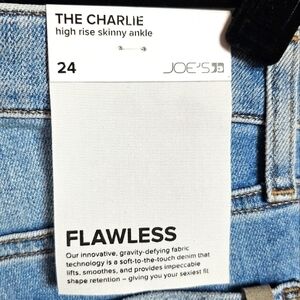 THE CHARLIE
high rise skinny ankle
24
JOE'S
FLAWLESS
Our innovative, gravity-defying fabric
technology is a soft-to-the-touch denim that
lifts, smoothes, and provides impeccable
shape retention – giving you your sexiest fit